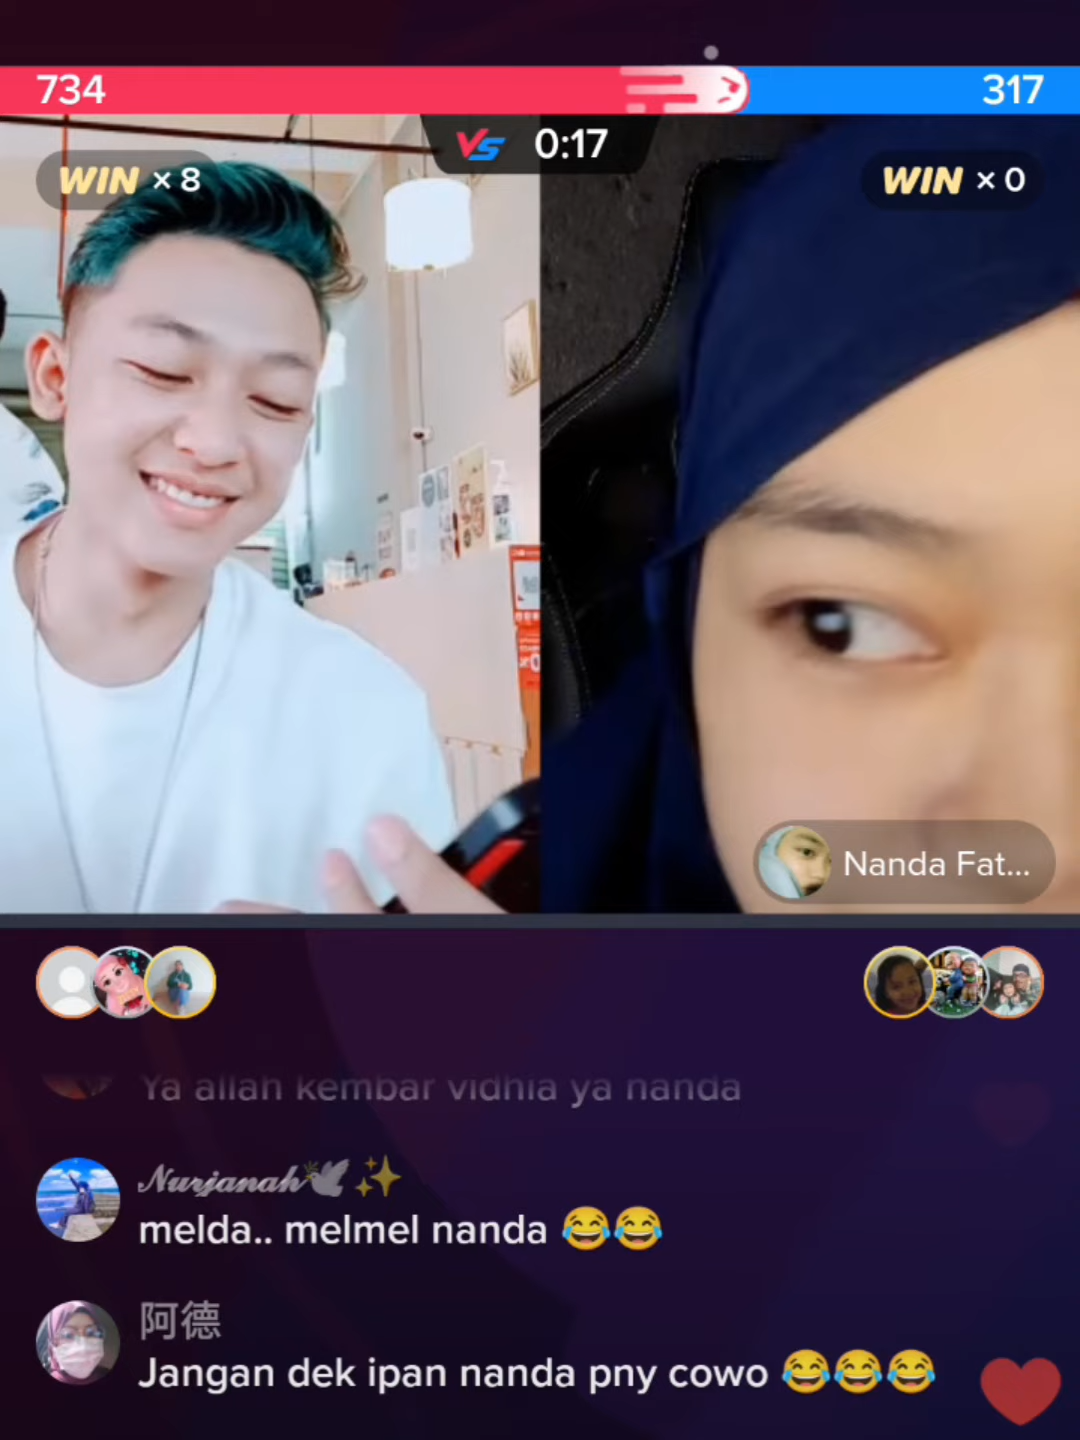 734
317
VS 0:17
WIN × 8
WIN × 0
Nanda Fat...
Ya allah kembar vidhia ya nanda
Nurjanah🕊✨
melda.. melmel nanda 😂😂
阿德
Jangan dek ipan nanda pny cowo 😂😂😂